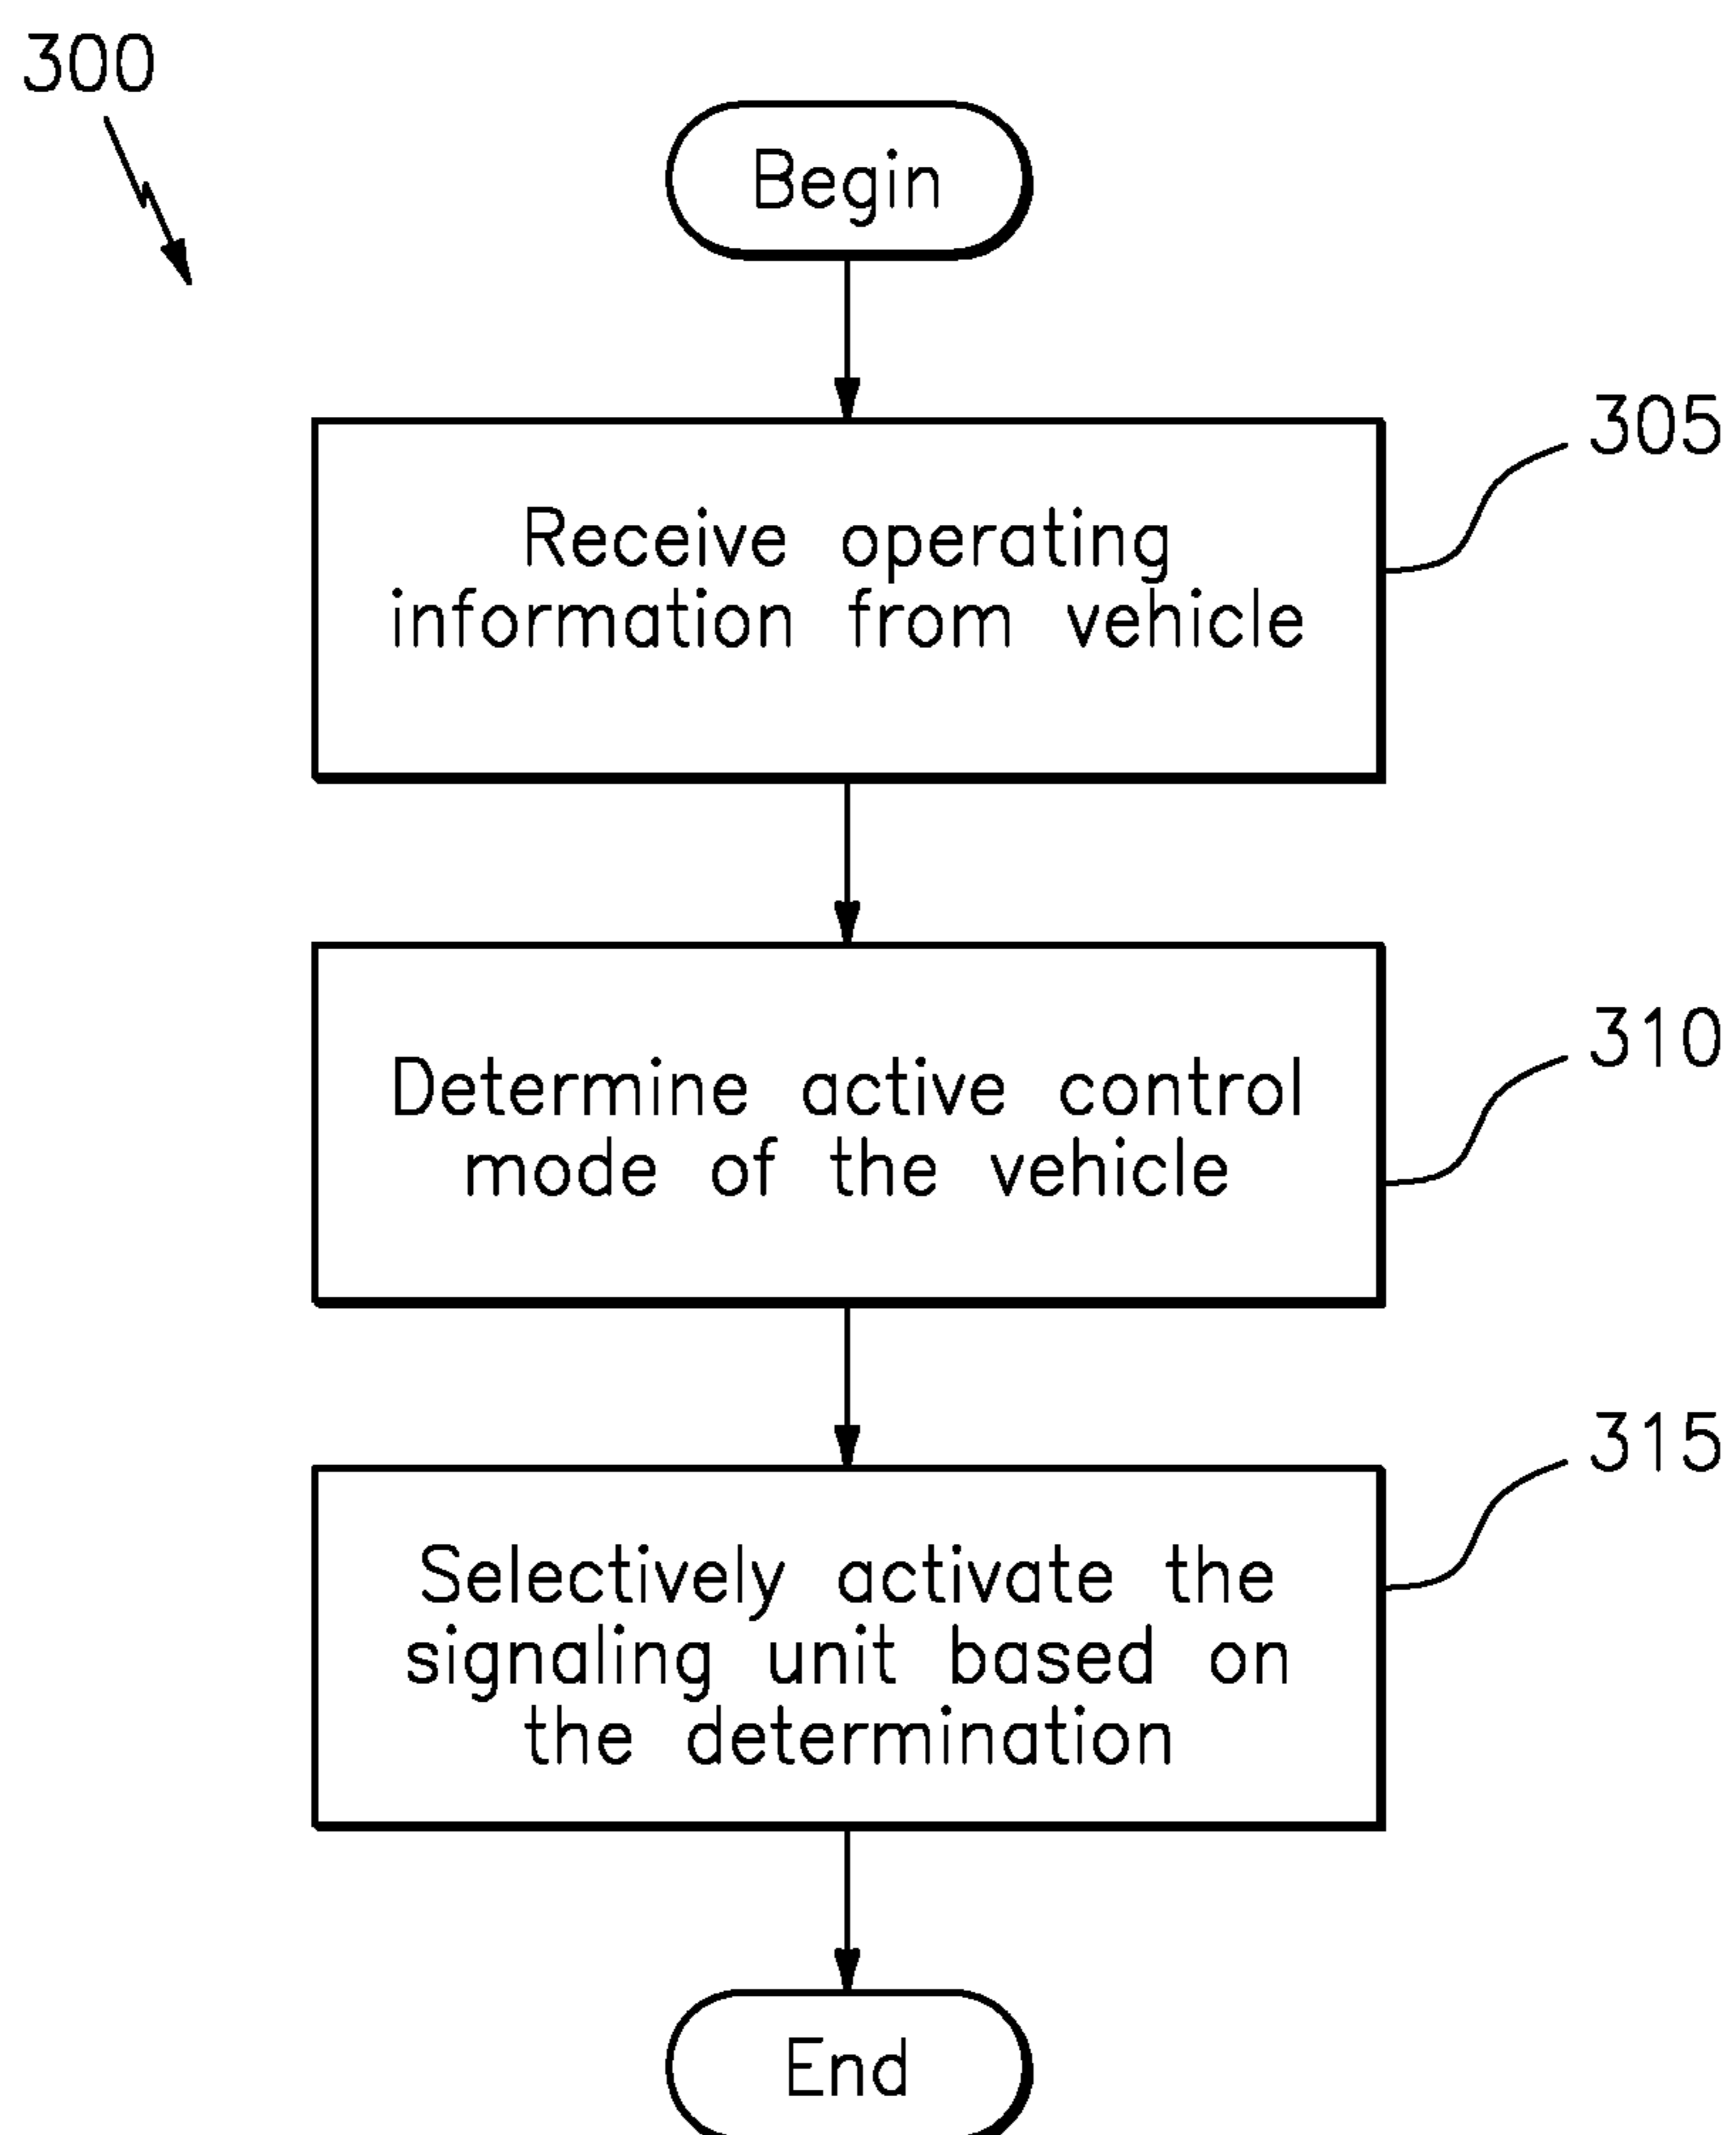 300
Begin
305
Receive operating
information from vehicle
310
Determine active control
mode of the vehicle
315
Selectively activate the
signaling unit based on
the determination
End